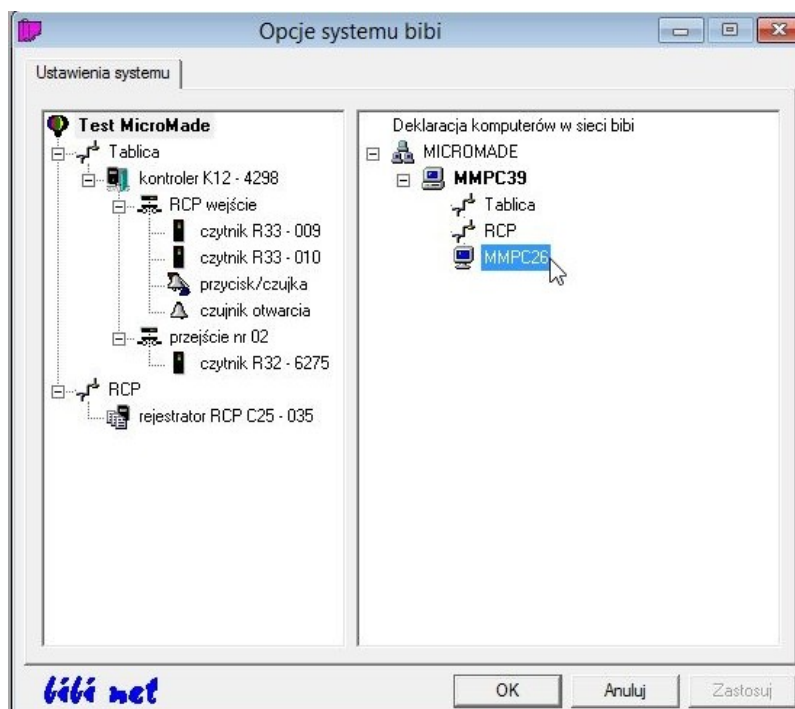 Opcje systemu bibi
Ustawienia systemu
Test MicroMade
Tablica
kontroler K12 - 4298
RCP wejście
czytnik R33 - 009
czytnik R33 - 010
przycisk/czujka
czujnik otwarcia
przejście nr 02
czytnik R32 - 6275
RCP
rejestrator RCP C25 - 035
Deklaracja komputerów w sieci bibi
MICROMADE
MMPC39
Tablica
RCP
MMPC26
bibi net
OK
Anuluj
Zastosuj